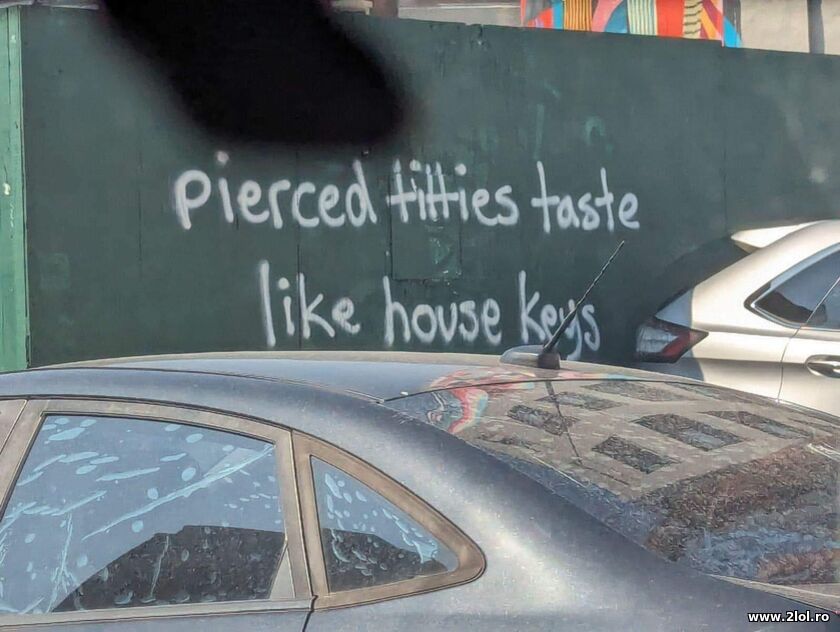 pierced titties taste
like house keys
www.2lol.ro